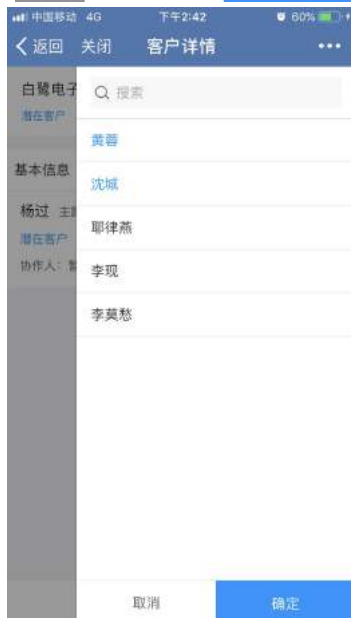 中国移动 4G 下午2:42 60%
返回 关闭 客户详情
白鹭电子
潜在客户
搜索
黄蓉
基本信息
沈城
杨过
潜在客户
耶律燕
协作人：
李现
李莫愁
取消 确定